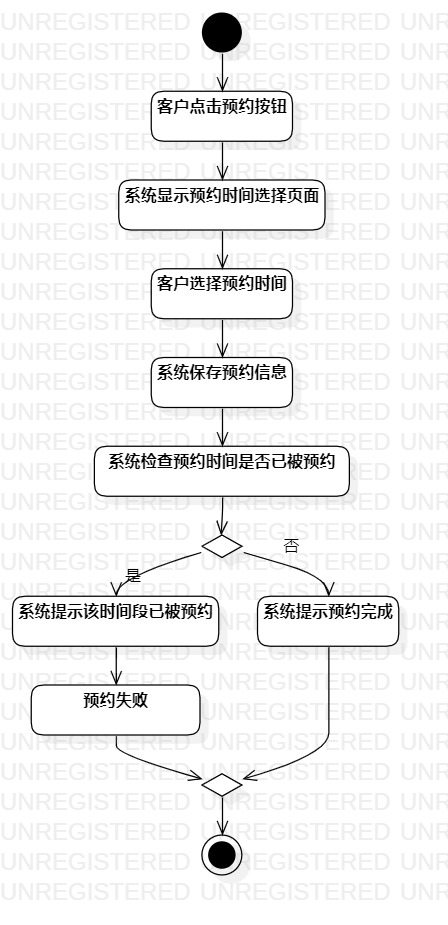 客户点击预约按钮
系统显示预约时间选择页面
客户选择预约时间
系统保存预约信息
系统检查预约时间是否已被预约
否
是
系统提示该时间段已被预约
系统提示预约完成
预约失败
UNREGISTERED UNREGISTERED UNREGISTERED